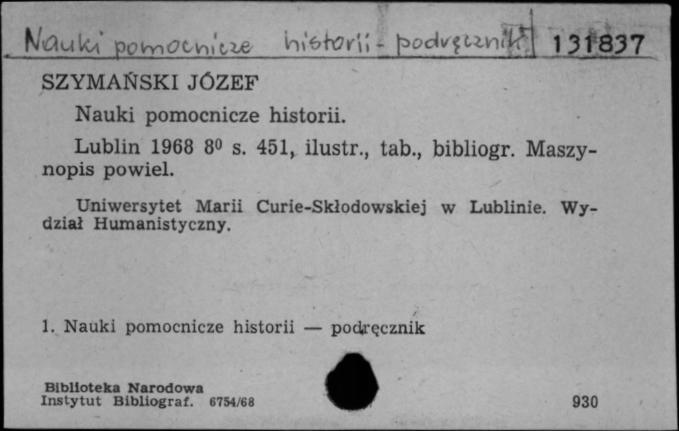 Nauki pomocnicze historii - podręczniki 131837
SZYMAŃSKI JÓZEF
Nauki pomocnicze historii.
Lublin 1968 8⁰ s. 451, ilustr., tab., bibliogr. Maszy-
nopis powiel.
Uniwersytet Marii Curie-Skłodowskiej w Lublinie. Wy-
dział Humanistyczny.
1. Nauki pomocnicze historii — podręcznik
Biblioteka Narodowa
Instytut Bibliograf. 6754/68 930